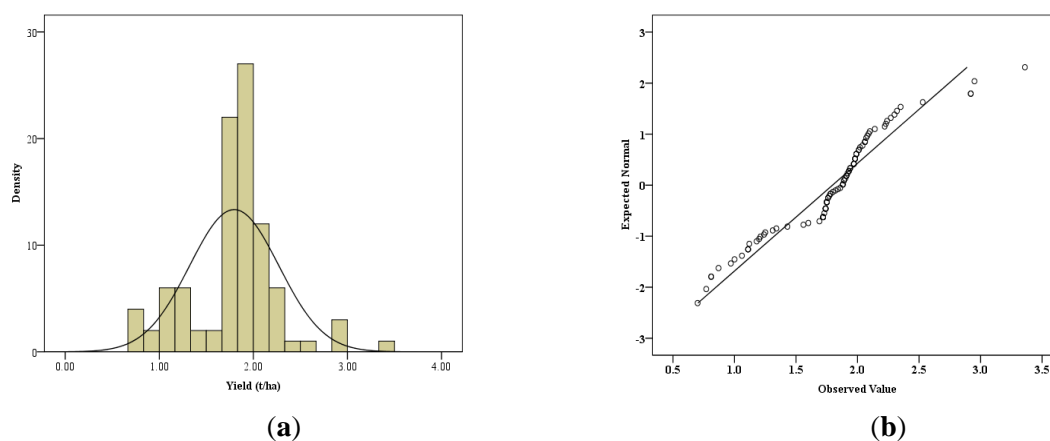 30
20
10
0
Density
0.00 1.00 2.00 3.00 4.00
Yield (t/ha)
(a)
3
2
1
0
-1
-2
-3
Expected Normal
0.5 1.0 1.5 2.0 2.5 3.0 3.5
Observed Value
(b)